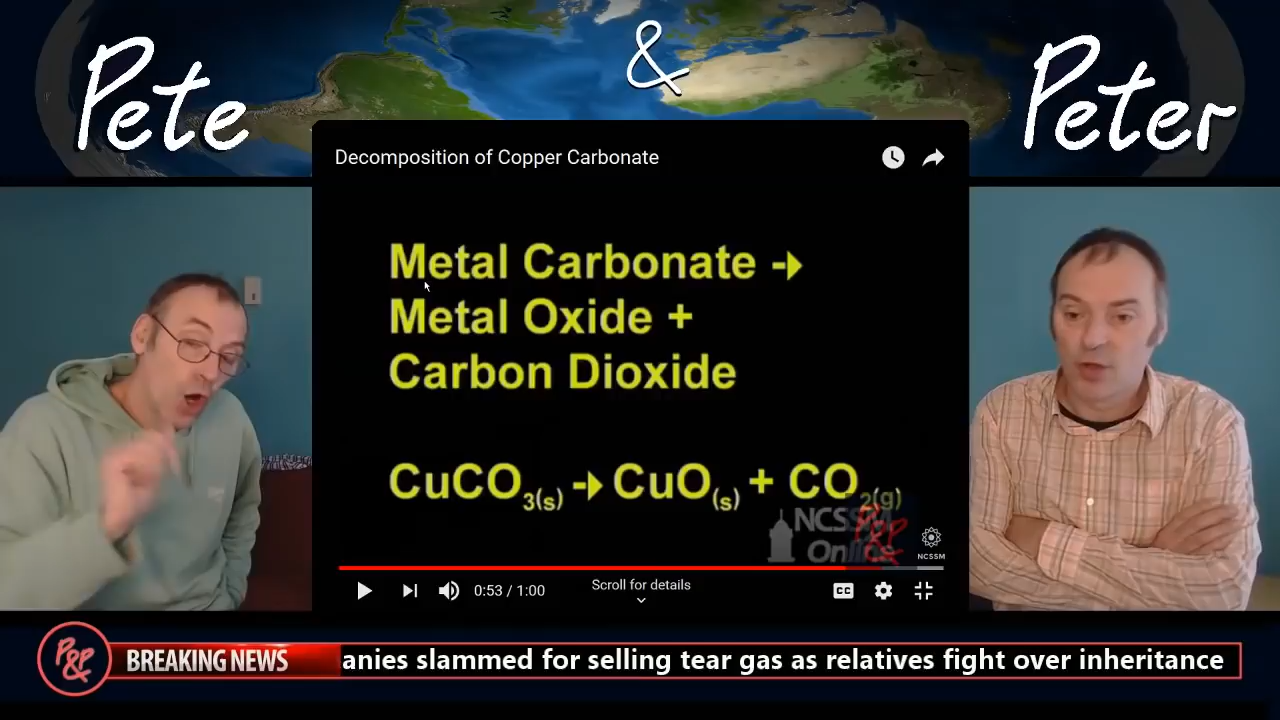 Pete & Peter
Decomposition of Copper Carbonate
Metal Carbonate →
Metal Oxide +
Carbon Dioxide
CuCO3(s) → CuO(s) + CO2(g)
NCSSM
Online
P&P
NCSSM
0:53 / 1:00
Scroll for details
CC
P&P
BREAKING NEWS
anies slammed for selling tear gas as relatives fight over inheritance